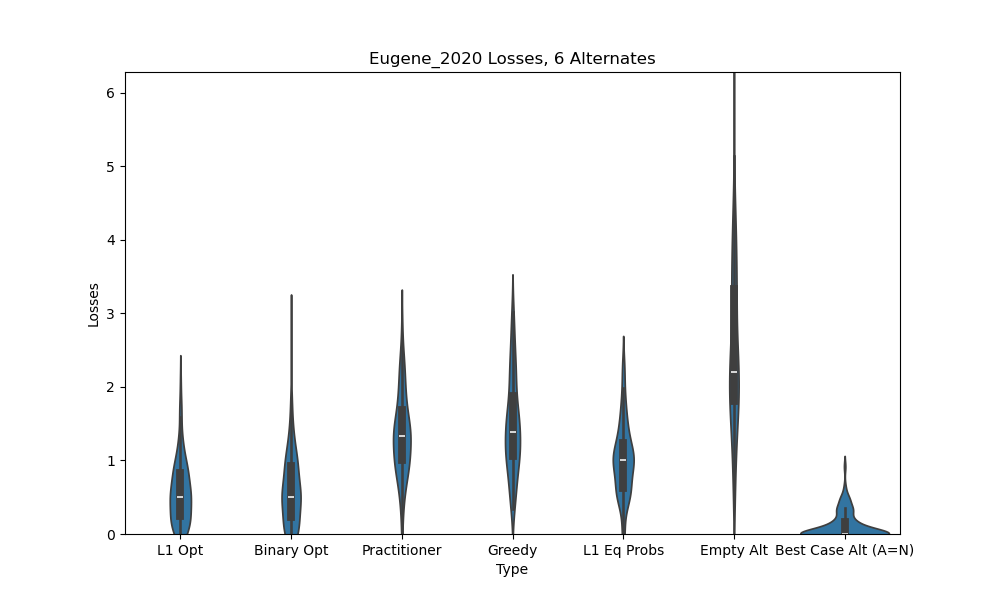 Eugene_2020 Losses, 6 Alternates
6
5
4
3
2
1
0
Losses
L1 Opt Binary Opt Practitioner Greedy L1 Eq Probs Empty Alt Best Case Alt (A=N)
Type